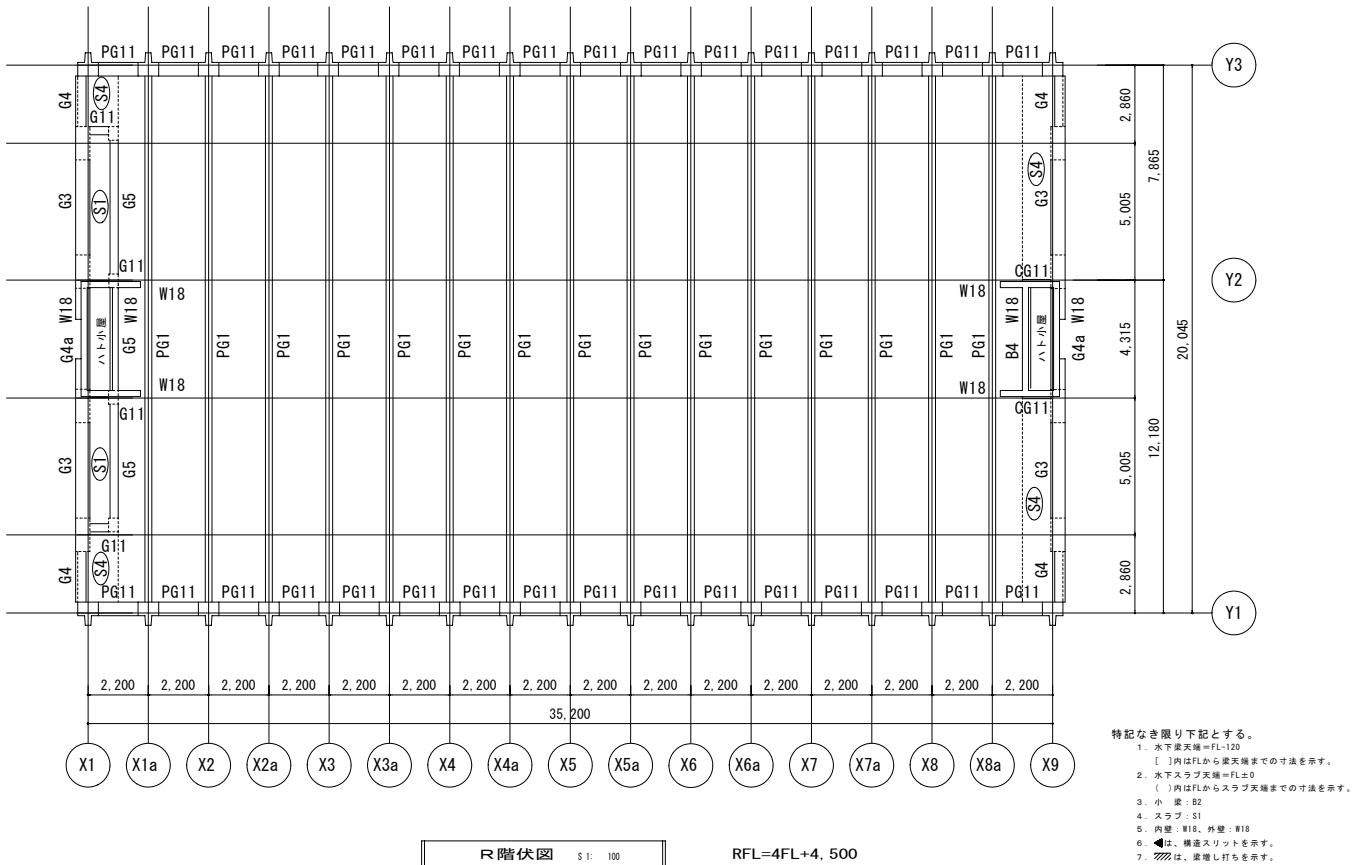 PG11 PG11 PG11 PG11 PG11 PG11 PG11 PG11 PG11 PG11 PG11 PG11 PG11 PG11 PG11 PG11
Y3
G4
S4
G11
G4
2,860
7,865
S4
G3
S1
G5
G3
5,005
G11
CG11
Y2
W18
W18
W18
W18
W18
W18
ハト小屋
G4a
G5
PG1 PG1 PG1 PG1 PG1 PG1 PG1 PG1 PG1 PG1 PG1 PG1 PG1 PG1 PG1
B4
ハト小屋
G4a
4,315
20,045
W18
W18
G11
CG11
12,180
G3
S1
G5
G3
5,005
S4
G11
S4
G4
G4
2,860
PG11 PG11 PG11 PG11 PG11 PG11 PG11 PG11 PG11 PG11 PG11 PG11 PG11 PG11 PG11 PG11
Y1
2,200 2,200 2,200 2,200 2,200 2,200 2,200 2,200 2,200 2,200 2,200 2,200 2,200 2,200 2,200 2,200
35,200
X1 X1a X2 X2a X3 X3a X4 X4a X5 X5a X6 X6a X7 X7a X8 X8a X9
特記なき限り下記とする。
1. 水下梁天端=FL-120
[ ]内はFLから梁天端までの寸法を示す。
2. 水下スラブ天端=FL±0
( )内はFLからスラブ天端までの寸法を示す。
3. 小 梁:B2
4. スラブ:S1
5. 内壁:W18、外壁:W18
6. ◀は、構造スリットを示す。
7. は、梁増し打ちを示す。
R階伏図 S 1: 100
RFL=4FL+4,500